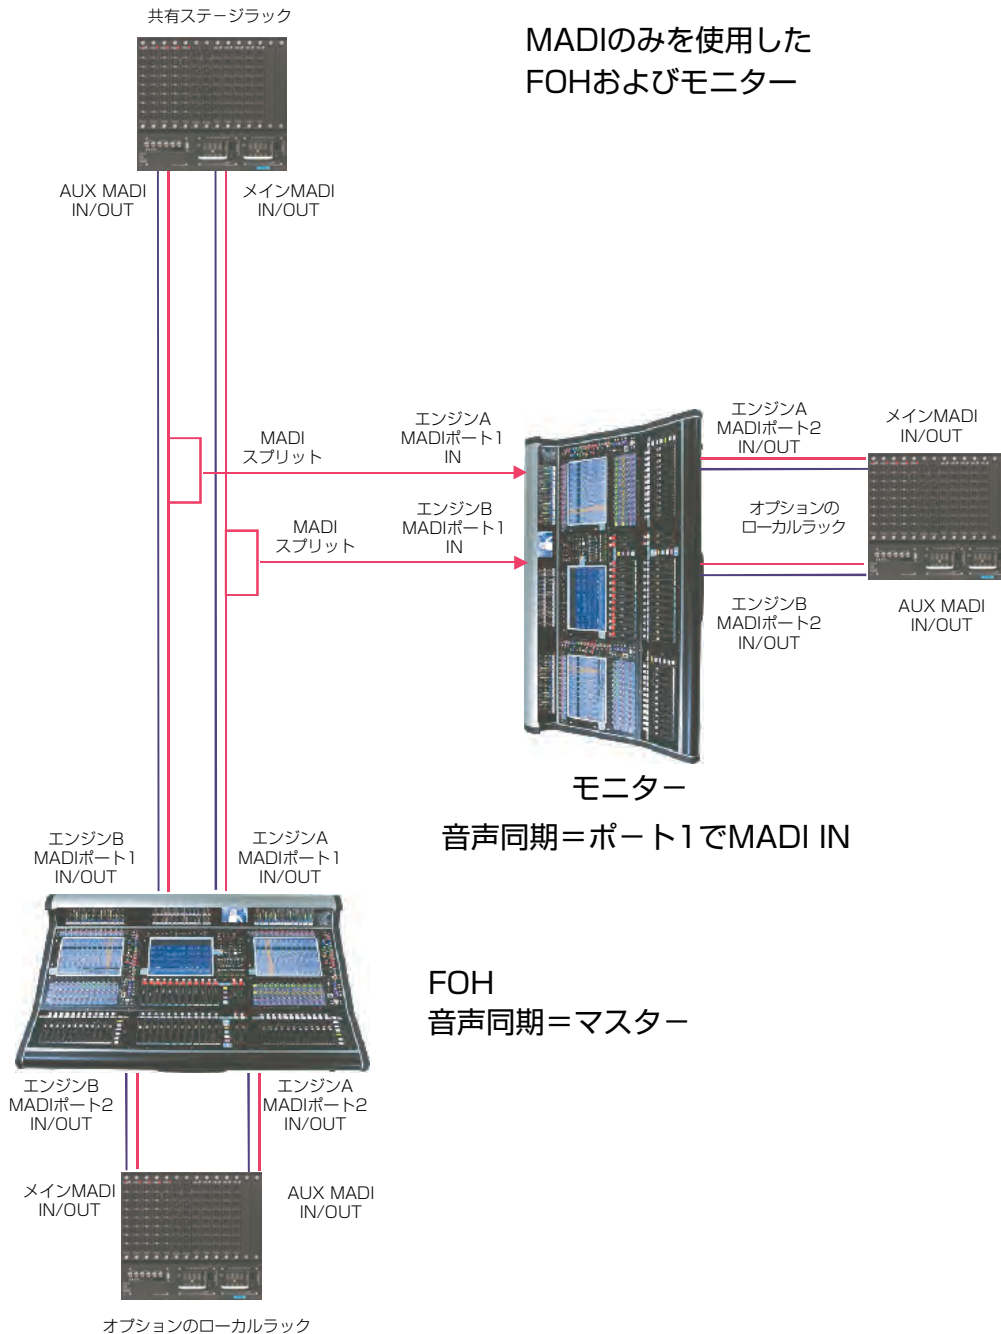 共有ステージラック
MADIのみを使用した
FOHおよびモニター
AUX MADI
IN/OUT
メインMADI
IN/OUT
MADI
スプリット
エンジンA
MADIポート1
IN
MADI
スプリット
エンジンB
MADIポート1
IN
エンジンA
MADIポート2
IN/OUT
メインMADI
IN/OUT
オプションの
ローカルラック
エンジンB
MADIポート2
IN/OUT
AUX MADI
IN/OUT
モニター
音声同期＝ポート1でMADI IN
エンジンB
MADIポート1
IN/OUT
エンジンA
MADIポート1
IN/OUT
FOH
音声同期＝マスター
エンジンB
MADIポート2
IN/OUT
エンジンA
MADIポート2
IN/OUT
メインMADI
IN/OUT
AUX MADI
IN/OUT
オプションのローカルラック